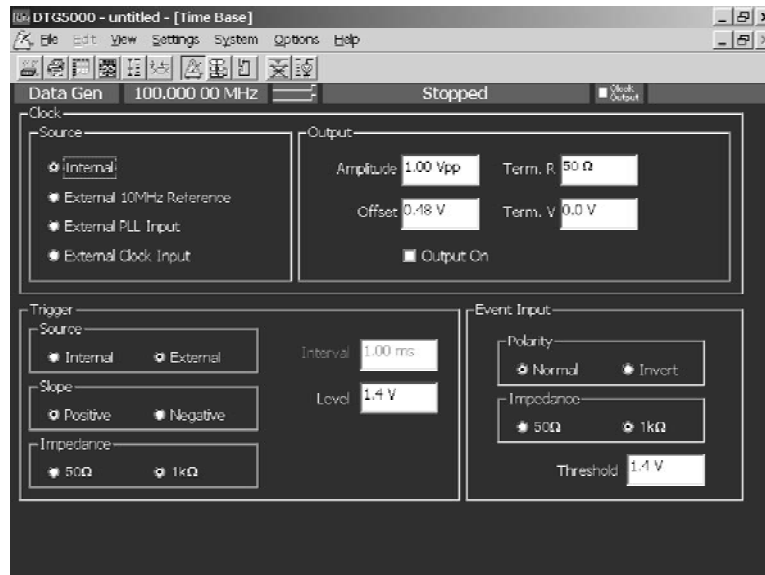 DTG5000 - untitled - [Time Base]
File Edit View Settings System Options Help
Data Gen 100.000 00 MHz Stopped Clock Output
Clock
Source
Internal
External 10MHz Reference
External PLL Input
External Clock Input
Output
Amplitude 1.00 Vpp Term. R 50 Ω
Offset 0.48 V Term. V 0.0 V
Output On
Trigger
Source
Internal External
Slope
Positive Negative
Impedance
50Ω 1kΩ
Interval 1.00 ms
Level 1.4 V
Event Input
Polarity
Normal Invert
Impedance
50Ω 1kΩ
Threshold 1.4 V